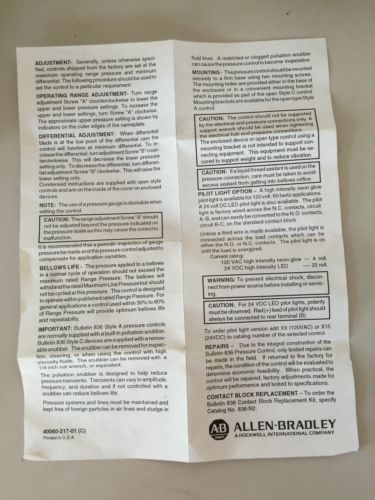 ADJUSTMENT- Generally, unless otherwise speci-
fied, controls shipped from the factory are set at the
maximum operating range pressure and minimum
differential. The following procedure should be used to
set the control to a particular requirement:
OPERATING RANGE ADJUSTMENT- Turn range
adjustment Screw "A" counterclockwise to lower the
upper and lower pressure settings. To increase the
upper and lower settings, turn Screw "A" clockwise.
The approximate upper pressure setting is shown by
indicators on the outer edges of the nameplate.
DIFFERENTIAL ADJUSTMENT- When differential
blade is at the low point of the differential cam the
control will function at minimum differential. To in-
crease the differential, turn adjustment Screw "B" counter-
clockwise. This will decrease the lower pressure
setting only. To decrease the differential, turn differen-
tial adjustment Screw "B" clockwise. This will raise the
lower setting only.
Condensed instructions are supplied with open style
controls and are on the inside of the cover on enclosed
devices.
NOTE: The use of a pressure gauge is desirable when
setting the control.
CAUTION: The range adjustment Screw "A" should
not be adjusted beyond the pressure indicated on
the pressure scale as this may cause the control to
malfunction.
It is recommended that a periodic inspection of gauge
pressures be made and the pressure control adjusted to
compensate for application variables.
BELLOWS LIFE- The pressure applied to a bellows
in a normal cycle of operation should not exceed the
maximum rated Range Pressure. The bellows will
withstand the rated Maximum Line Pressure but should
not be cycled at this pressure. The control is designed
to operate within published rated Range Pressure. For
general applications a control used within 30% to 80%
of Range Pressure will provide optimum bellows life
and repeatability.
IMPORTANT: Bulletin 836 Style A pressure controls
are normally supplied with a built in pulsation snubber.
Bulletin 836 Style C devices are supplied with a remov-
able snubber. The snubber can be removed for inspec-
tion, cleaning, or when using the control with high
viscosity fluids. The snubber can be removed with a
1/4 inch nut wrench, or equivalent.
The pulsation snubber is designed to help reduce
pressure transients. Transients can vary in amplitude,
frequency, and duration and if not controlled with a
snubber can reduce bellows life.
Pressure systems and lines must be maintained and
kept free of foreign particles in air lines and sludge in
40060-217-01 (C)
Printed in U.S.A.
fluid lines. A restricted or clogged pulsation snubber
can cause the pressure control to become inoperative.
MOUNTING- The pressure control should be mounted
securely to a firm base using two mounting screws.
The mounting holes are provided either in the base of
the enclosure or in a convenient mounting bracket
which is provided as part of the open Style C control.
Mounting brackets are available for the open type Style
A control.
CAUTION: The control should not be supported
by the electrical and pressure connections only. A
support wrench should be used when tightening
the electrical hub and pressure connections.
The enclosed device or open type control using a
mounting bracket is not intended to support con-
necting equipment. This equipment must be se-
cured to support weight and to reduce vibration.
CAUTION: If a liquid thread sealant is used on the
pressure connection, care must be taken to avoid
excess sealant from getting into bellows orifice.
PILOT LIGHT OPTION - A high intensity neon glow
pilot light is available for 120 volt, 60 hertz applications.
A 24 volt DC LED pilot light is also available. The pilot
light is factory wired across the N.C. contacts, circuit
A-B, and can easily be converted to the N.O. contacts,
circuit B-C, on the standard contact block.
Unless a third wire is made available, the pilot light is
connected across the load contacts which can be
either the N.O. or N.C. contacts. The pilot light is on
until the load is energized.
Current rating:
120 VAC high intensity neon glow — 4 mA
24 VDC high intensity LED — 22 mA
WARNING: To prevent electrical shock, discon-
nect from power source before installing or servic-
ing.
CAUTION: For 24 VDC LED pilot lights, polarity
must be observed. Red (+) lead of pilot light should
always be connected to rear terminal (B).
To order pilot light version add X9 (120VAC) or X15
(24VDC) to catalog number of the selected control.
REPAIRS - Due to the integral construction of the
Bulletin 836 Pressure Control, only limited repairs can
be made in the field. If returned to the factory for
repairs, the condition of the control will be evaluated to
determine economic feasibility. When practical, the
control will be repaired, factory adjustments made for
optimum performance and tested to specifications.
CONTACT BLOCK REPLACEMENT - To order the
Bulletin 836 Contact Block Replacement Kit, specify
Catalog No. 836-N2.
AB
ALLEN-BRADLEY
A ROCKWELL INTERNATIONAL COMPANY